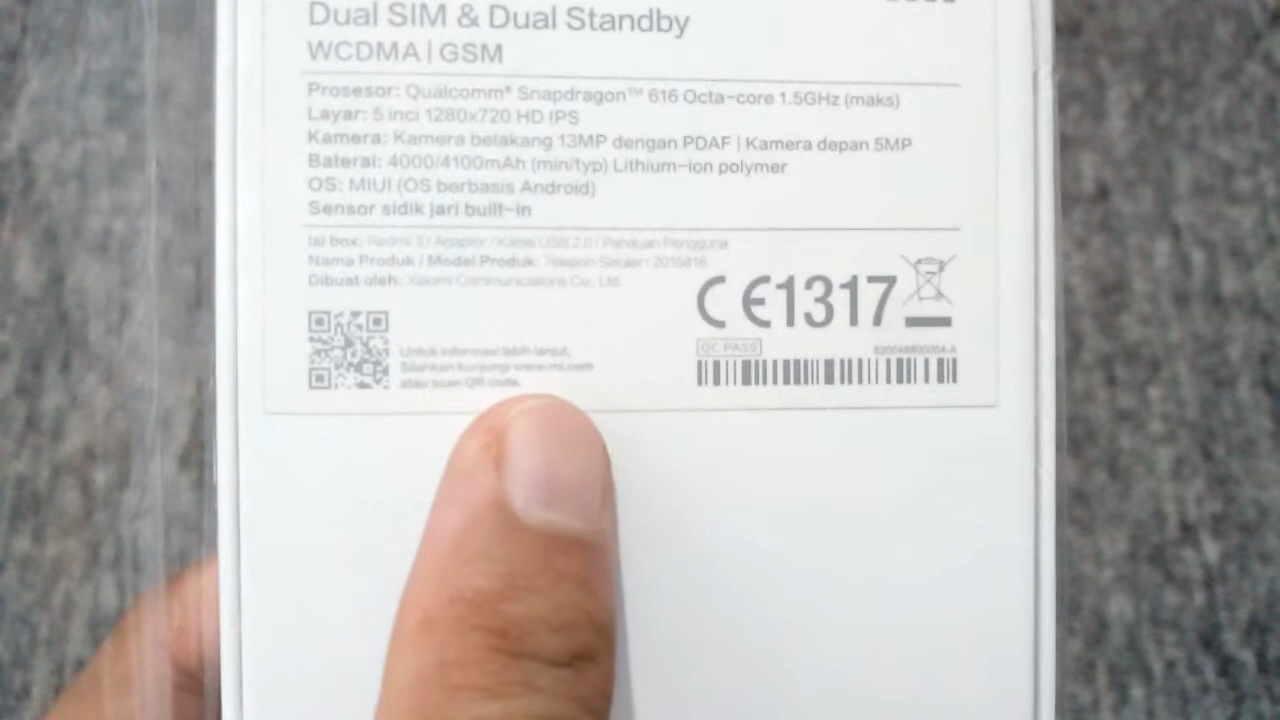 Dual SIM & Dual Standby
WCDMA | GSM
Prosesor: Qualcomm® Snapdragon™ 616 Octa-core 1.5GHz (maks)
Layar: 5 inci 1280x720 HD IPS
Kamera: Kamera belakang 13MP dengan PDAF | Kamera depan 5MP
Baterai: 4000/4100mAh (min/typ) Lithium-ion polymer
OS: MIUI (OS berbasis Android)
Sensor sidik jari built-in
Isi box: Redmi 3 / Adaptor / Kabel USB 2.0 / Panduan Pengguna
Nama Produk / Model Produk: Telepon Seluler / 2015816
Dibuat oleh: Xiaomi Communications Co., Ltd.
CE1317
QC PASS
Untuk informasi lebih lanjut,
Silahkan kunjungi www.mi.com
atau scan QR code.